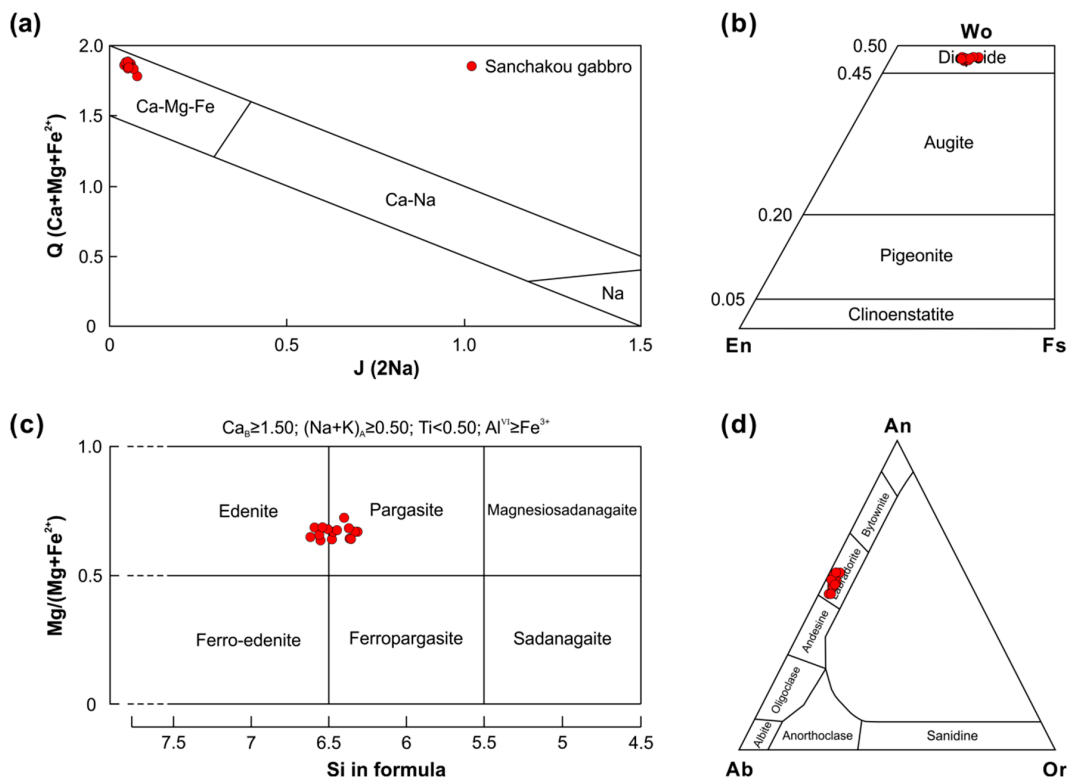 (a)
2.0
1.5
1.0
0.5
0
Q (Ca+Mg+Fe²⁺)
Sanchakou gabbro
Ca-Mg-Fe
Ca-Na
Na
0
0.5
1.0
1.5
J (2Na)
(b)
Wo
0.50
Diopside
0.45
Augite
0.20
Pigeonite
0.05
Clinoenstatite
En
Fs
(c)
Ca_B≥1.50; (Na+K)_A≥0.50; Ti<0.50; Al^VI≥Fe³⁺
1.0
0.5
0
Mg/(Mg+Fe²⁺)
Edenite
Pargasite
Magnesiosadanagaite
Ferro-edenite
Ferropargasite
Sadanagaite
7.5
7
6.5
6
5.5
5
4.5
Si in formula
(d)
An
Bytownite
Labradorite
Andesine
Oligoclase
Albite
Anorthoclase
Sanidine
Ab
Or